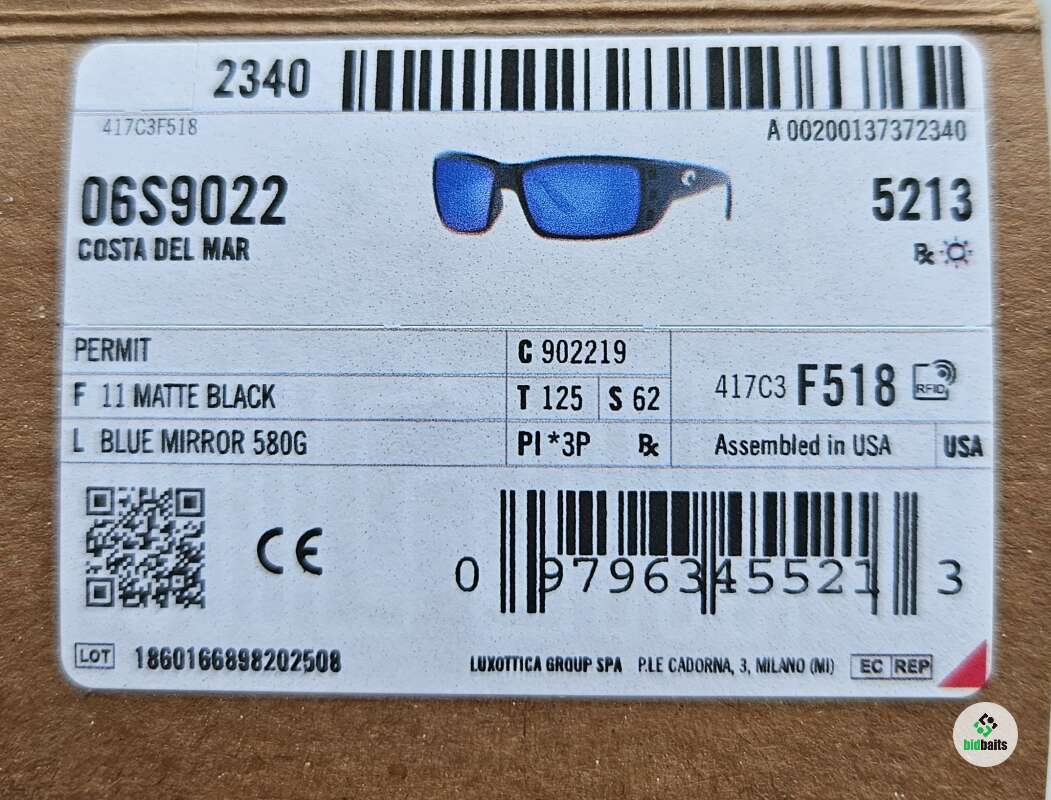 2340
417C3F518
A 00200137372340
06S9022
5213
COSTA DEL MAR
Rx
PERMIT
C 902219
F 11 MATTE BLACK
T 125 S 62
417C3 F518 RFID
L BLUE MIRROR 580G
PI *3P Rx
Assembled in USA USA
CE
0 97963 45521 3
LOT 1860166898202508
LUXOTTICA GROUP SPA P.LE CADORNA, 3, MILANO (MI) EC REP
bidbaits